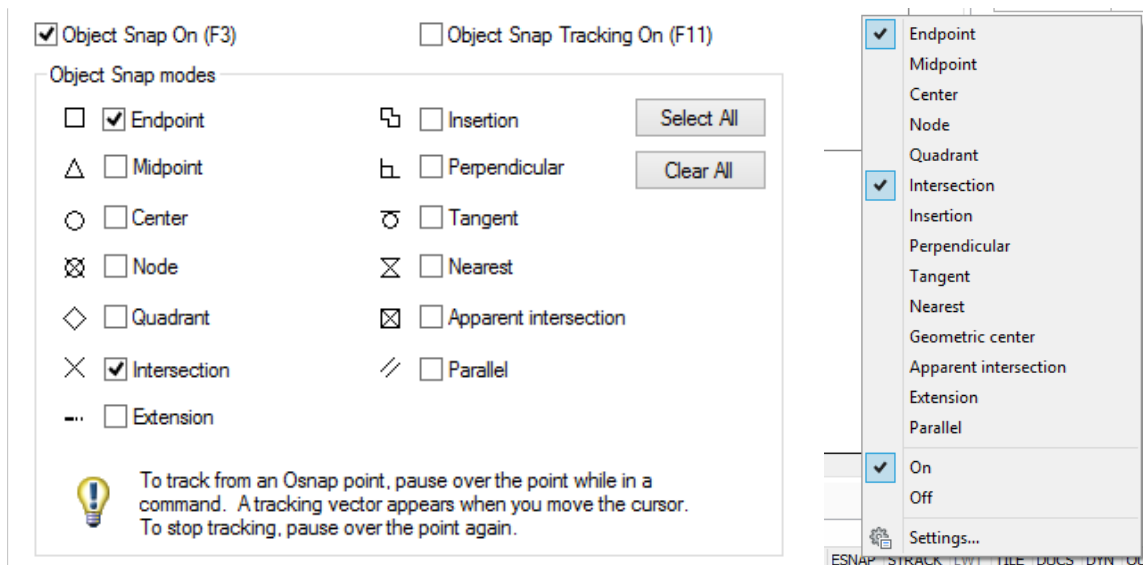 Object Snap On (F3)
Object Snap Tracking On (F11)
Object Snap modes
Endpoint
Midpoint
Center
Node
Quadrant
Intersection
Extension
Insertion
Perpendicular
Tangent
Nearest
Apparent intersection
Parallel
Select All
Clear All
To track from an Osnap point, pause over the point while in a
command. A tracking vector appears when you move the cursor.
To stop tracking, pause over the point again.
Endpoint
Midpoint
Center
Node
Quadrant
Intersection
Insertion
Perpendicular
Tangent
Nearest
Geometric center
Apparent intersection
Extension
Parallel
On
Off
Settings...
ESNAP STRACK LWT TILE DUCS DYN